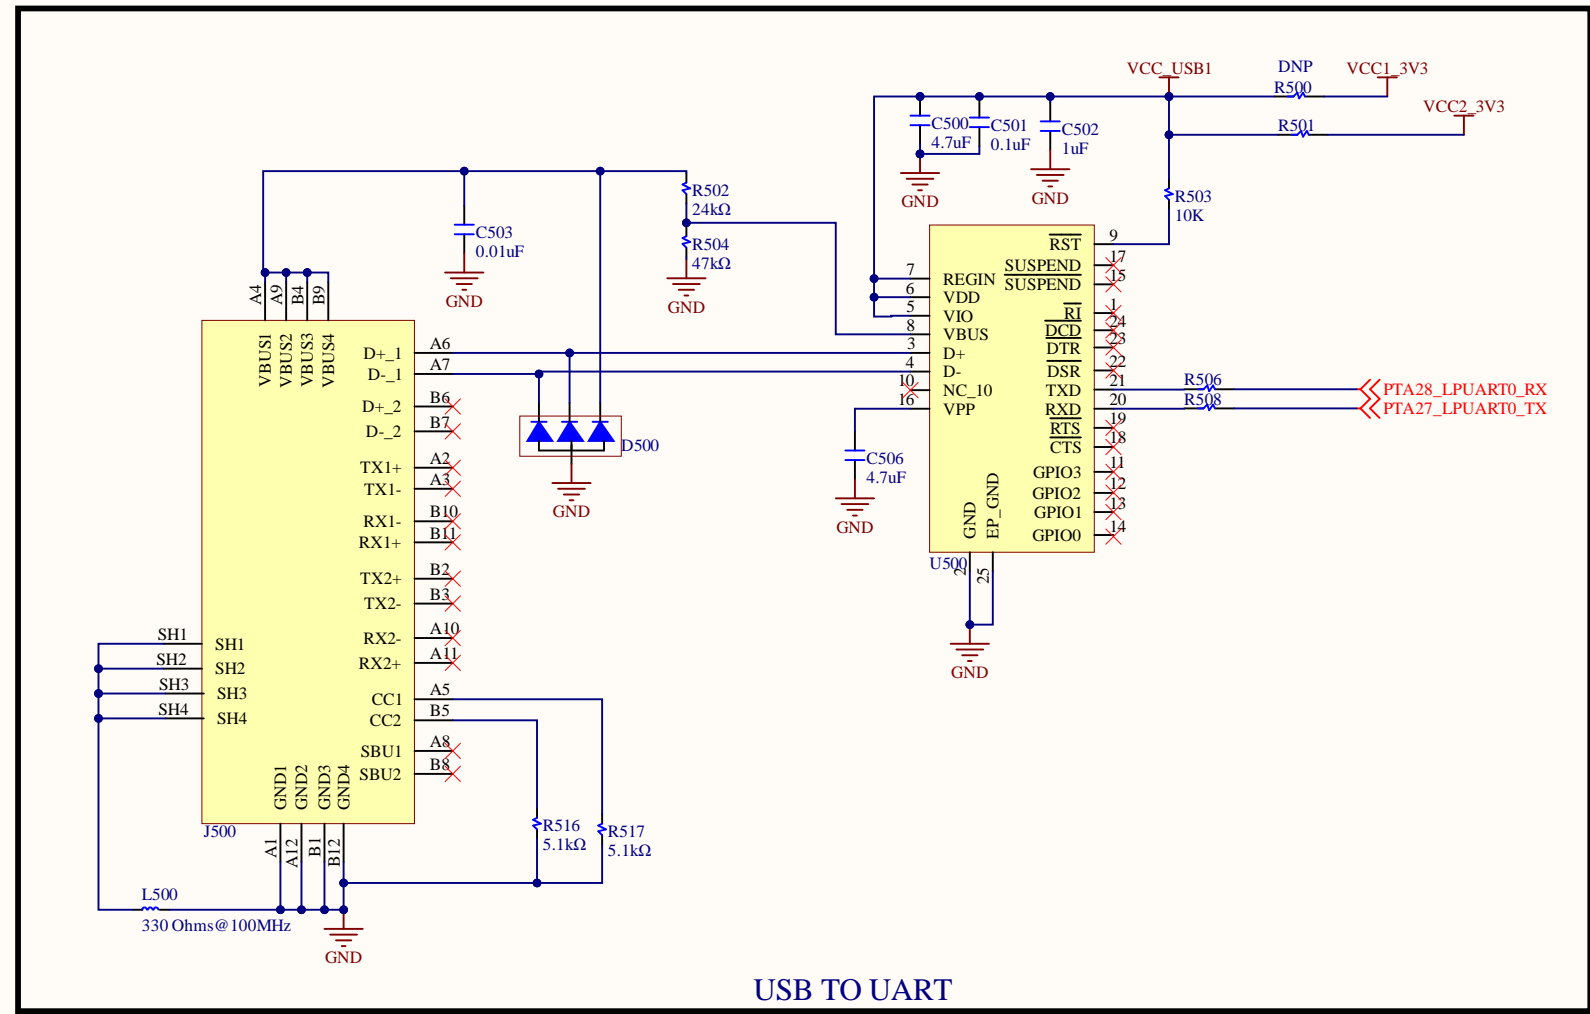 VCC_USB1
DNP
R500
VCC1_3V3
VCC2_3V3
R501
C500
4.7uF
C501
0.1uF
C502
1uF
GND
GND
R503
10K
R502
24kΩ
R504
47kΩ
GND
C503
0.01uF
GND
A4
A9
B4
B9
VBUS1
VBUS2
VBUS3
VBUS4
D+_1 A6
D-_1 A7
D+_2 B6
D-_2 B7
TX1+ A2
TX1- A3
RX1- B10
RX1+ B11
TX2+ B2
TX2- B3
RX2- A10
RX2+ A11
CC1 A5
CC2 B5
SBU1 A8
SBU2 B8
SH1 SH1
SH2 SH2
SH3 SH3
SH4 SH4
GND1
GND2
GND3
GND4
A1
A12
B1
B12
J500
L500
330 Ohms@100MHz
GND
R516
5.1kΩ
R517
5.1kΩ
D500
GND
7 REGIN
6 VDD
5 VIO
8 VBUS
3 D+
4 D-
10 NC_10
16 VPP
C506
4.7uF
GND
RST 9
SUSPEND 17
SUSPEND 15
RI 1
DCD 24
DTR 23
DSR 22
TXD 21
RXD 20
RTS 19
CTS 18
GPIO3 11
GPIO2 12
GPIO1 13
GPIO0 14
GND
EP_GND
U500
2
25
GND
R506
R508
PTA28_LPUART0_RX
PTA27_LPUART0_TX
USB TO UART